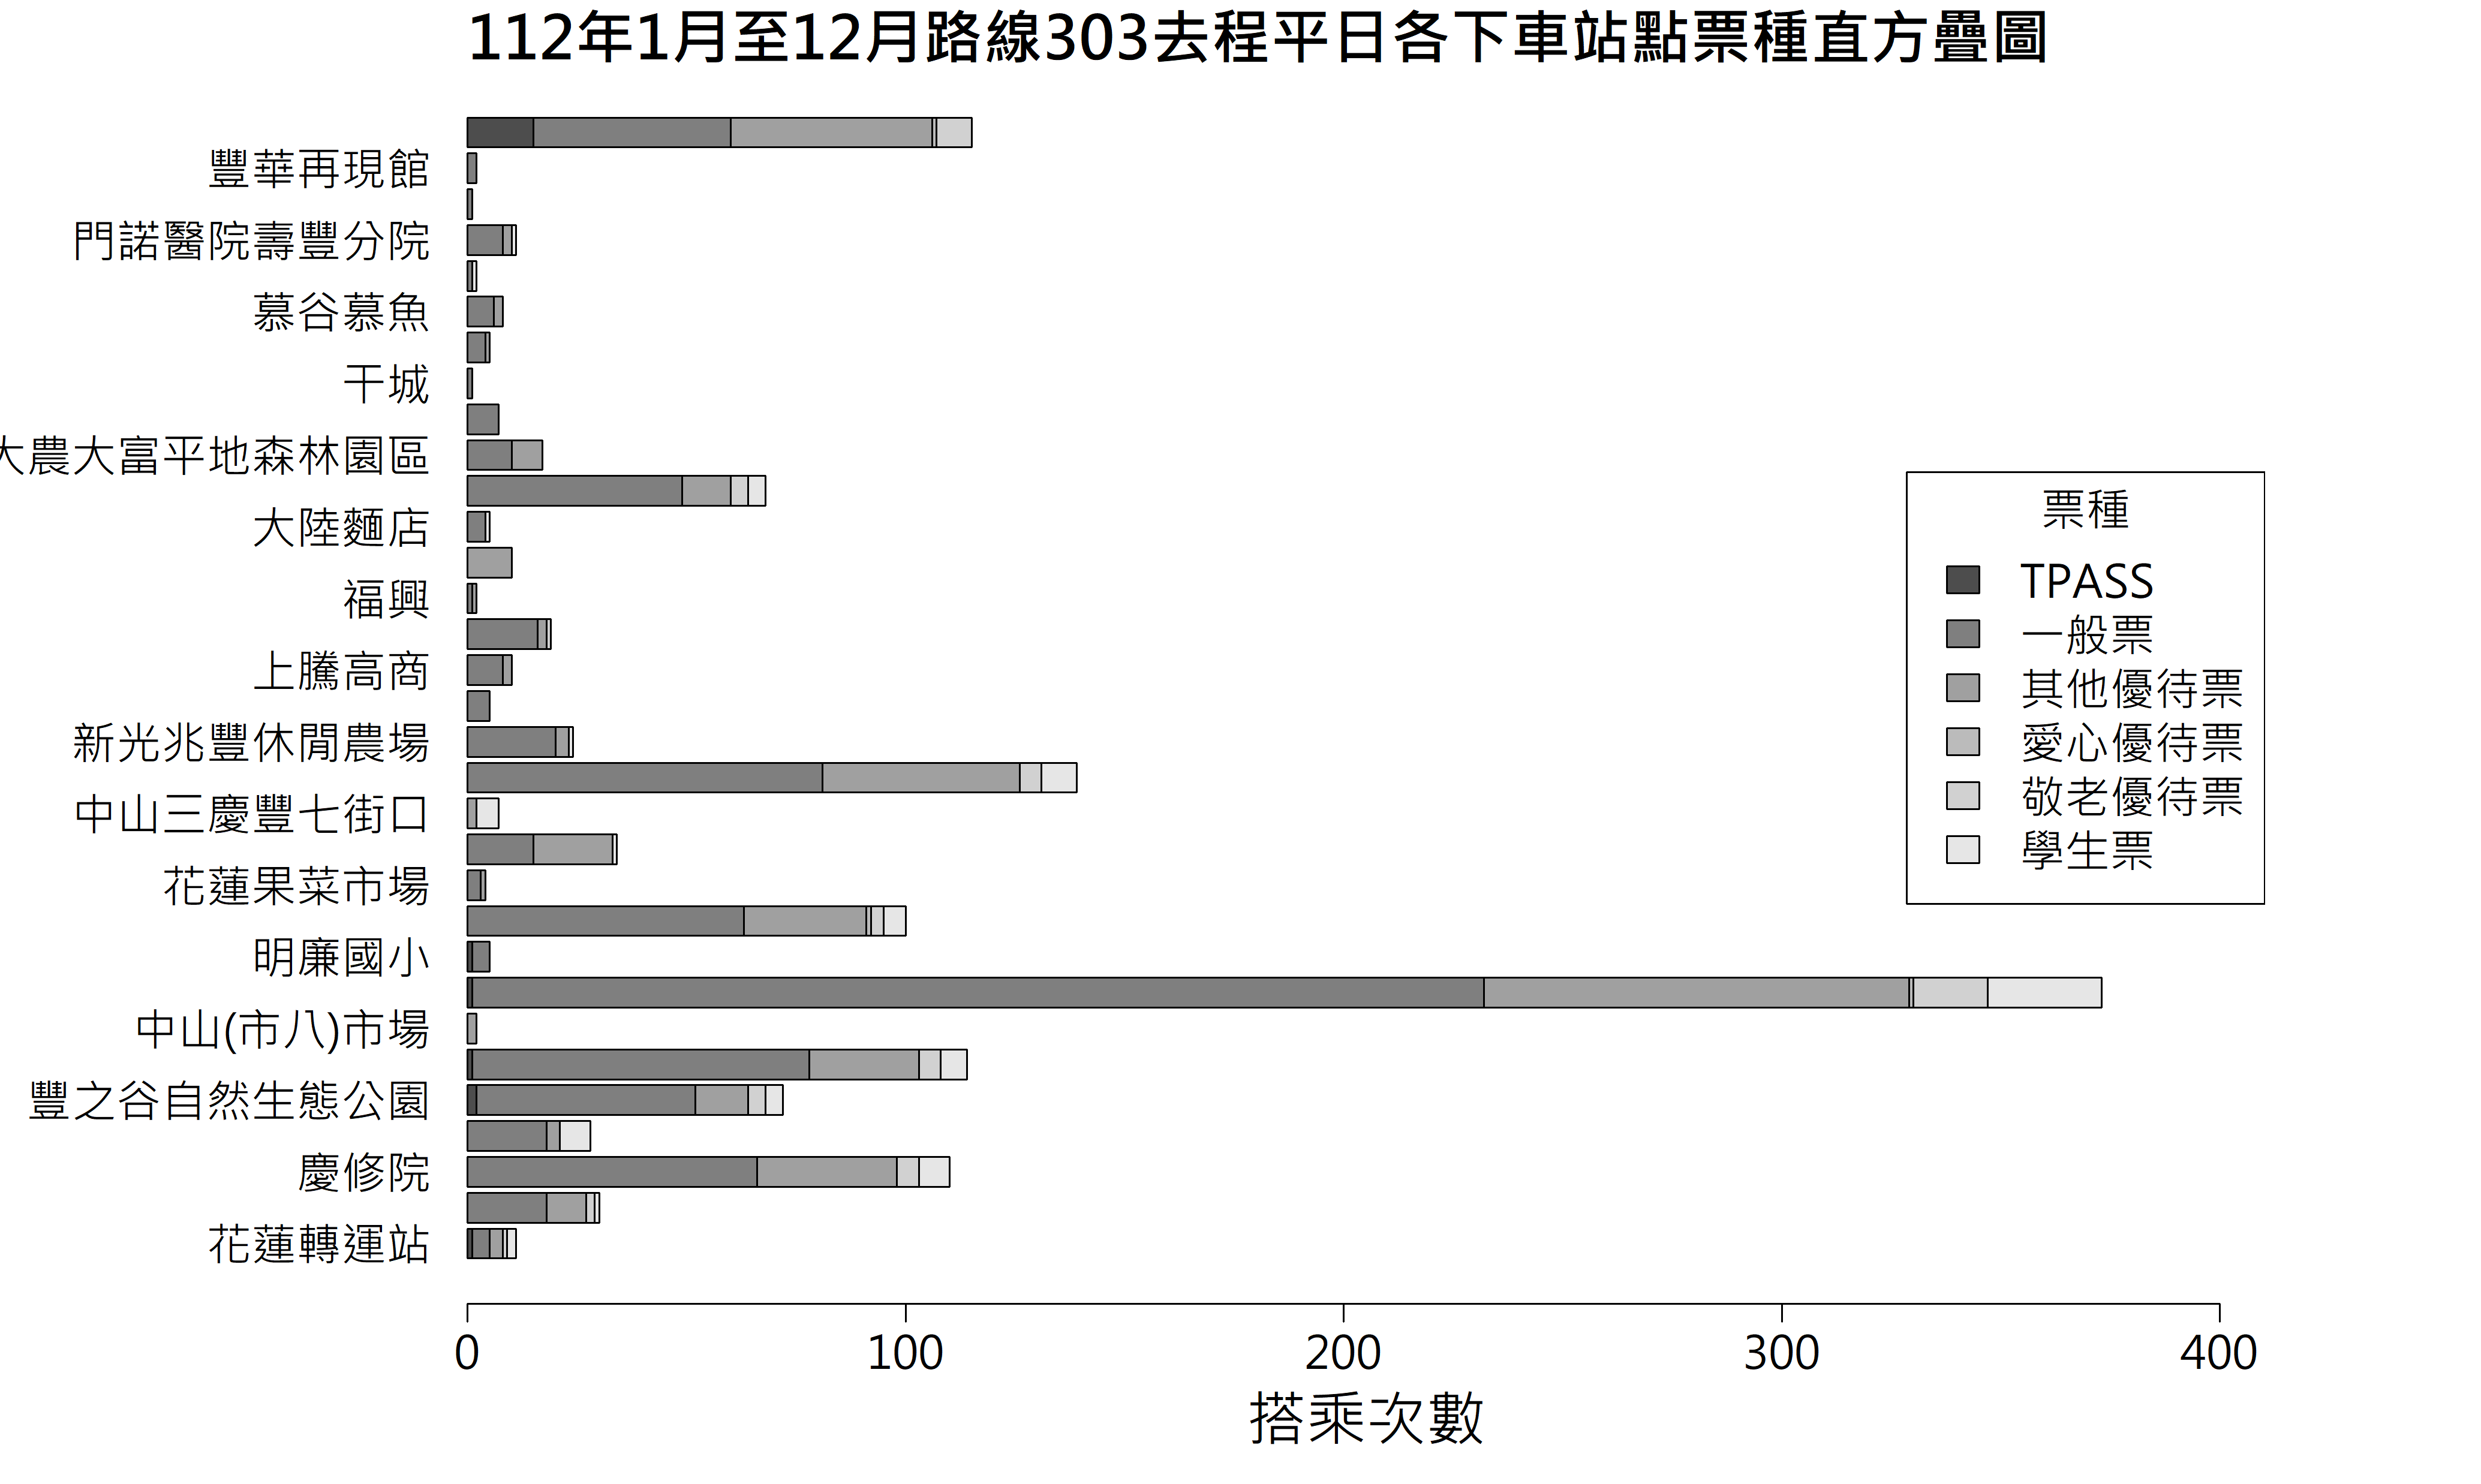 112年1月至12月路線303去程平日各下車站點票種直方疊圖
豐華再現館
門諾醫院壽豐分院
慕谷慕魚
干城
大農大富平地森林園區
大陸麵店
福興
上騰高商
新光兆豐休閒農場
中山三慶豐七街口
花蓮果菜市場
明廉國小
中山(市八)市場
豐之谷自然生態公園
慶修院
花蓮轉運站
票種
TPASS
一般票
其他優待票
愛心優待票
敬老優待票
學生票
0 100 200 300 400
搭乘次數